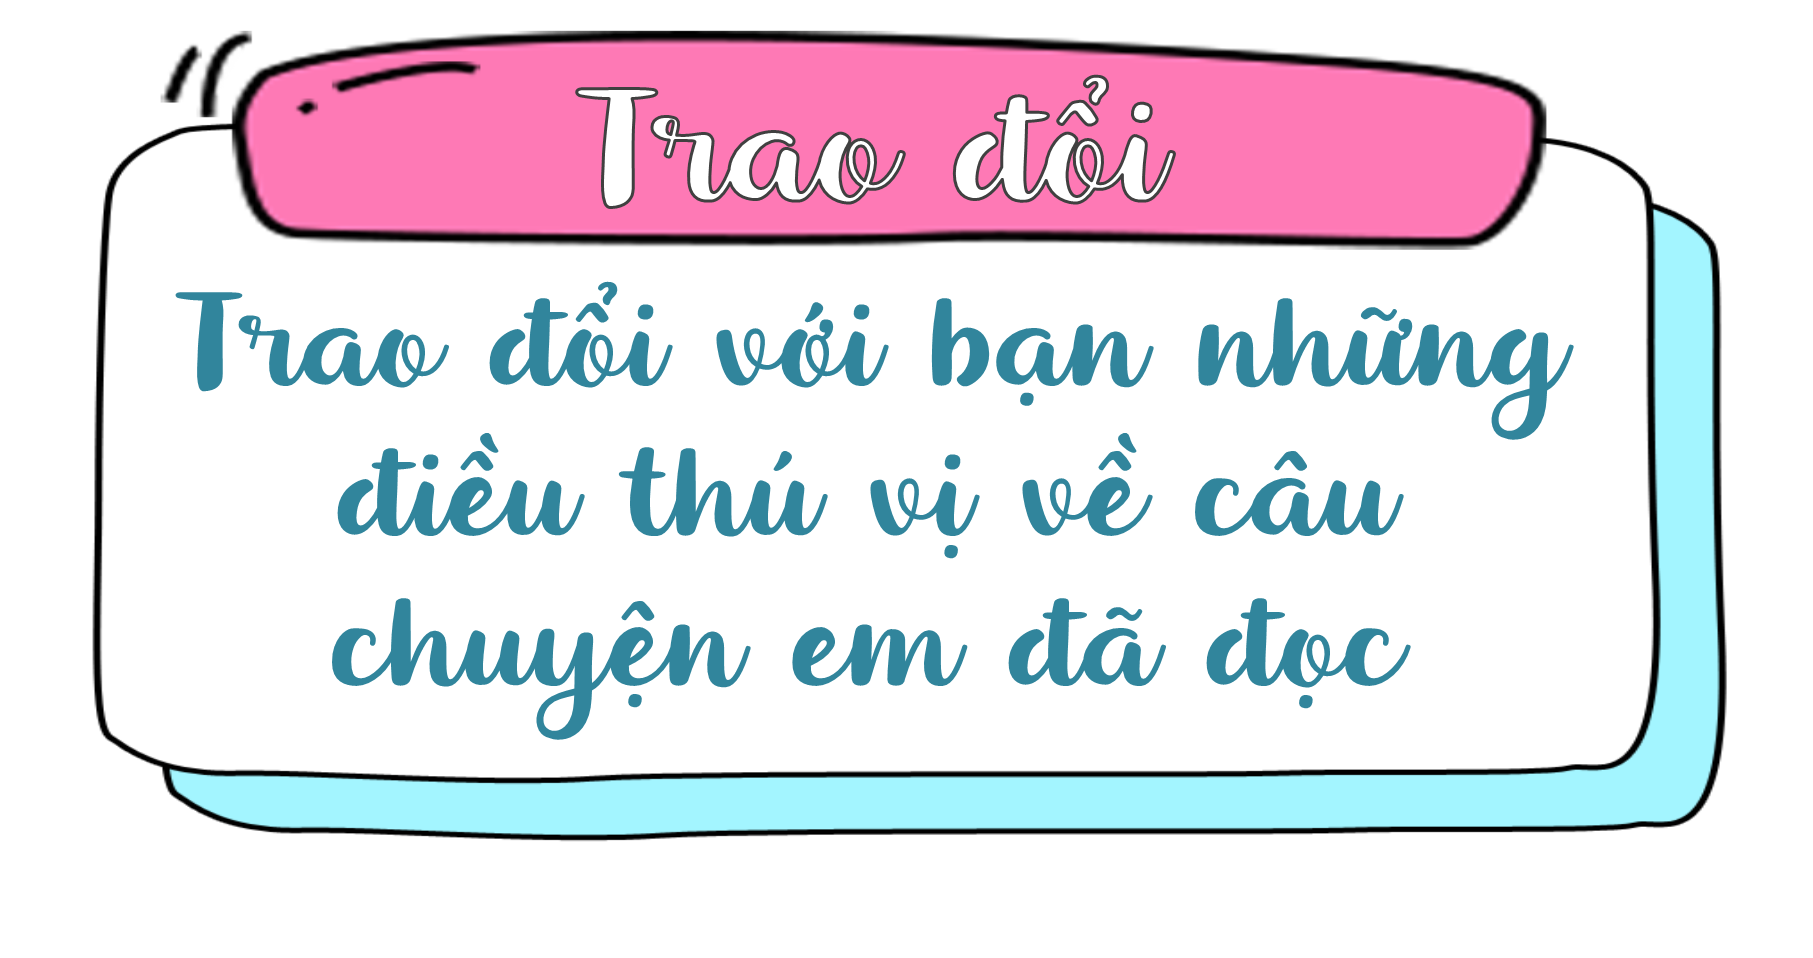 Trao đổi
Trao đổi với bạn những
điều thú vị về câu
chuyện em đã đọc